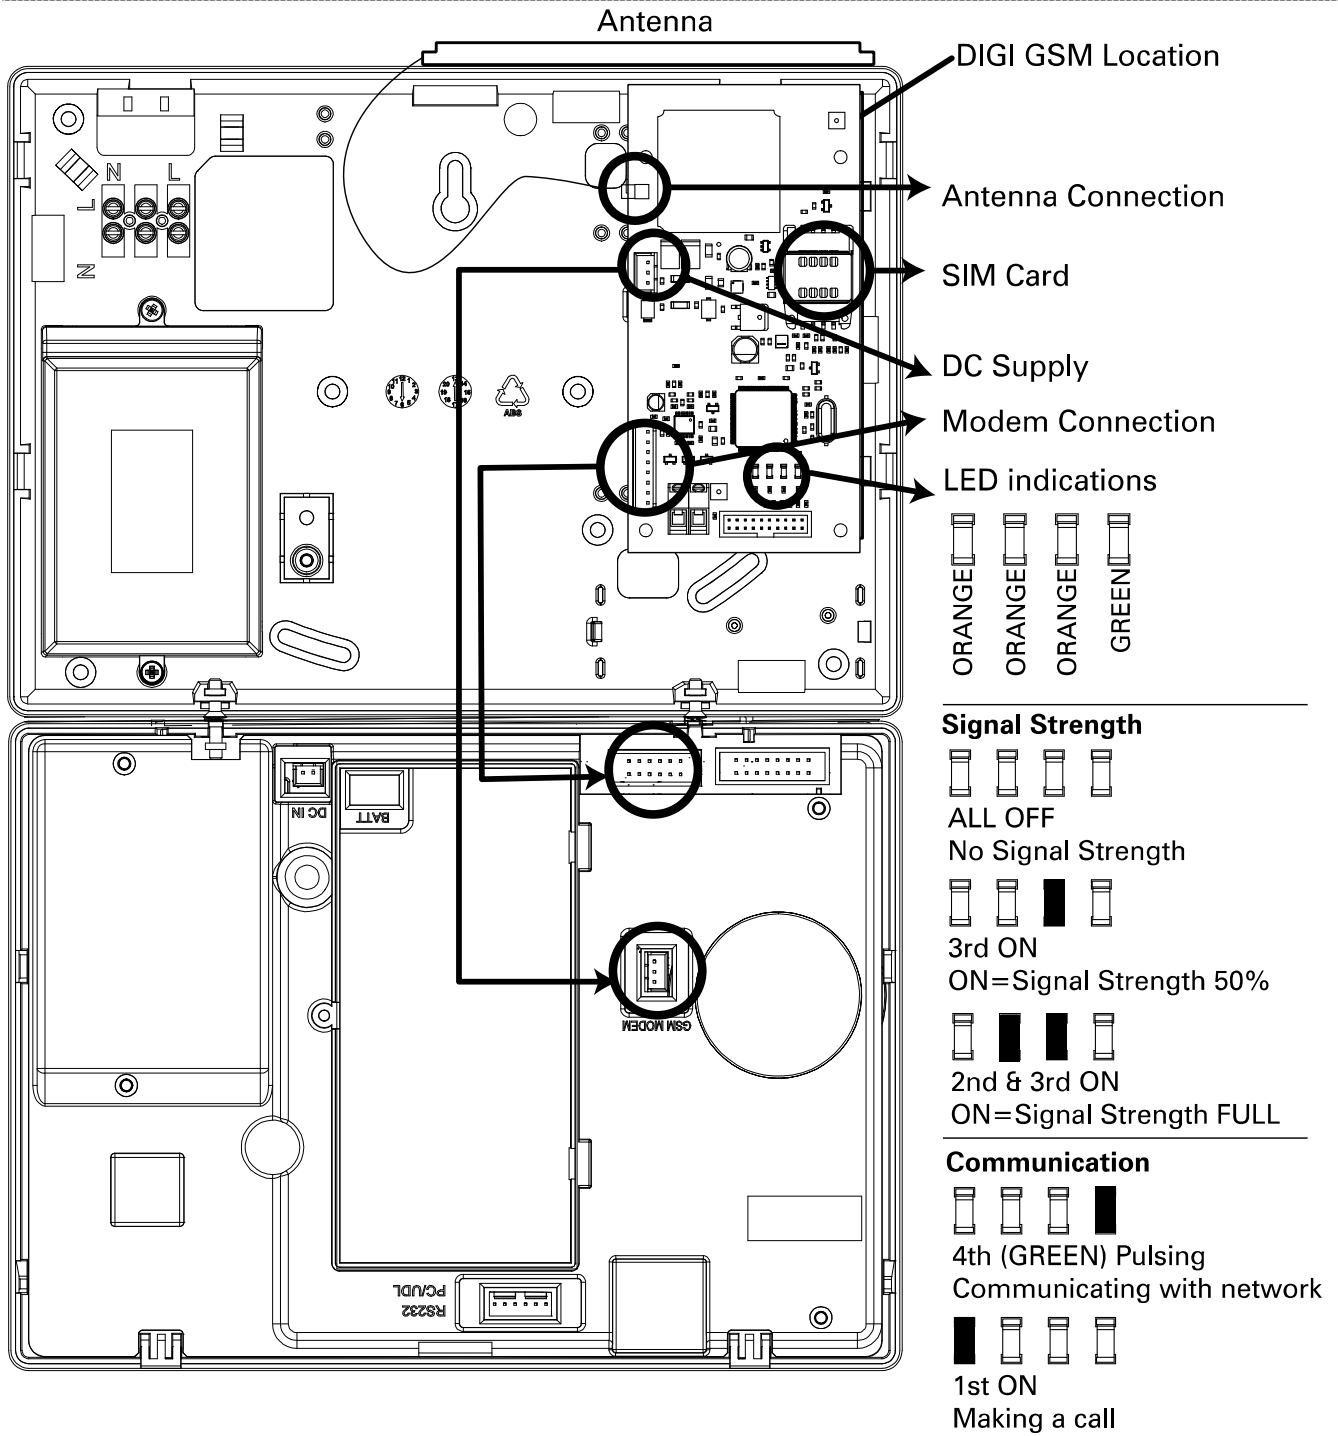 Antenna
DIGI GSM Location
Antenna Connection
SIM Card
DC Supply
Modem Connection
LED indications
ORANGE
ORANGE
ORANGE
GREEN
N
L
L
N
ABS
Signal Strength
ALL OFF
No Signal Strength
3rd ON
ON=Signal Strength 50%
2nd & 3rd ON
ON=Signal Strength FULL
Communication
4th (GREEN) Pulsing
Communicating with network
1st ON
Making a call
DC IN
BATT
GSM MODEM
RS232
PC/UDL